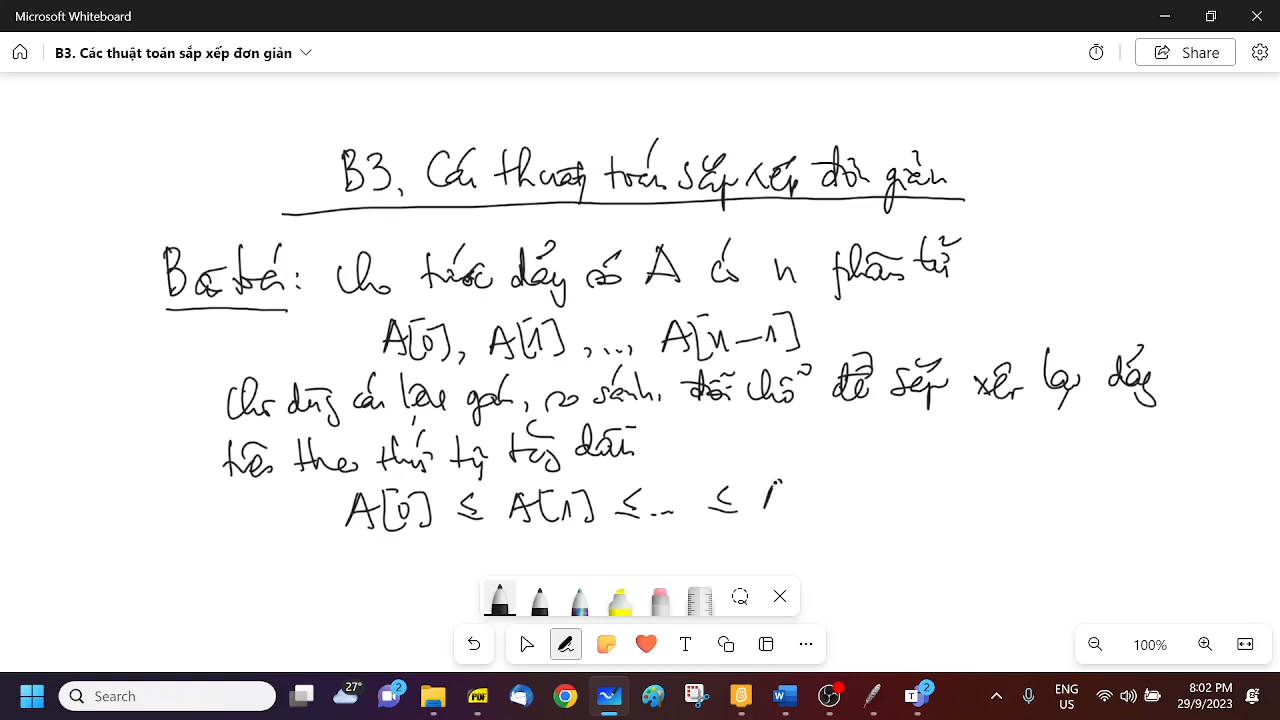 Microsoft Whiteboard
B3. Các thuật toán sắp xếp đơn giản
Share
B3. Các thuật toán sắp xếp đơn giản
Bài toán: Cho trước dãy số A có n phần tử
A[0], A[1], ..., A[n-1]
Chỉ dùng các so sánh, đổi chỗ để sắp xếp lại dãy
trên theo thứ tự tăng dần
A[0] ≤ A[1] ≤ ... ≤
100%
Search
27°
2
PDF
2
ENG
US
8:02 PM
29/9/2023